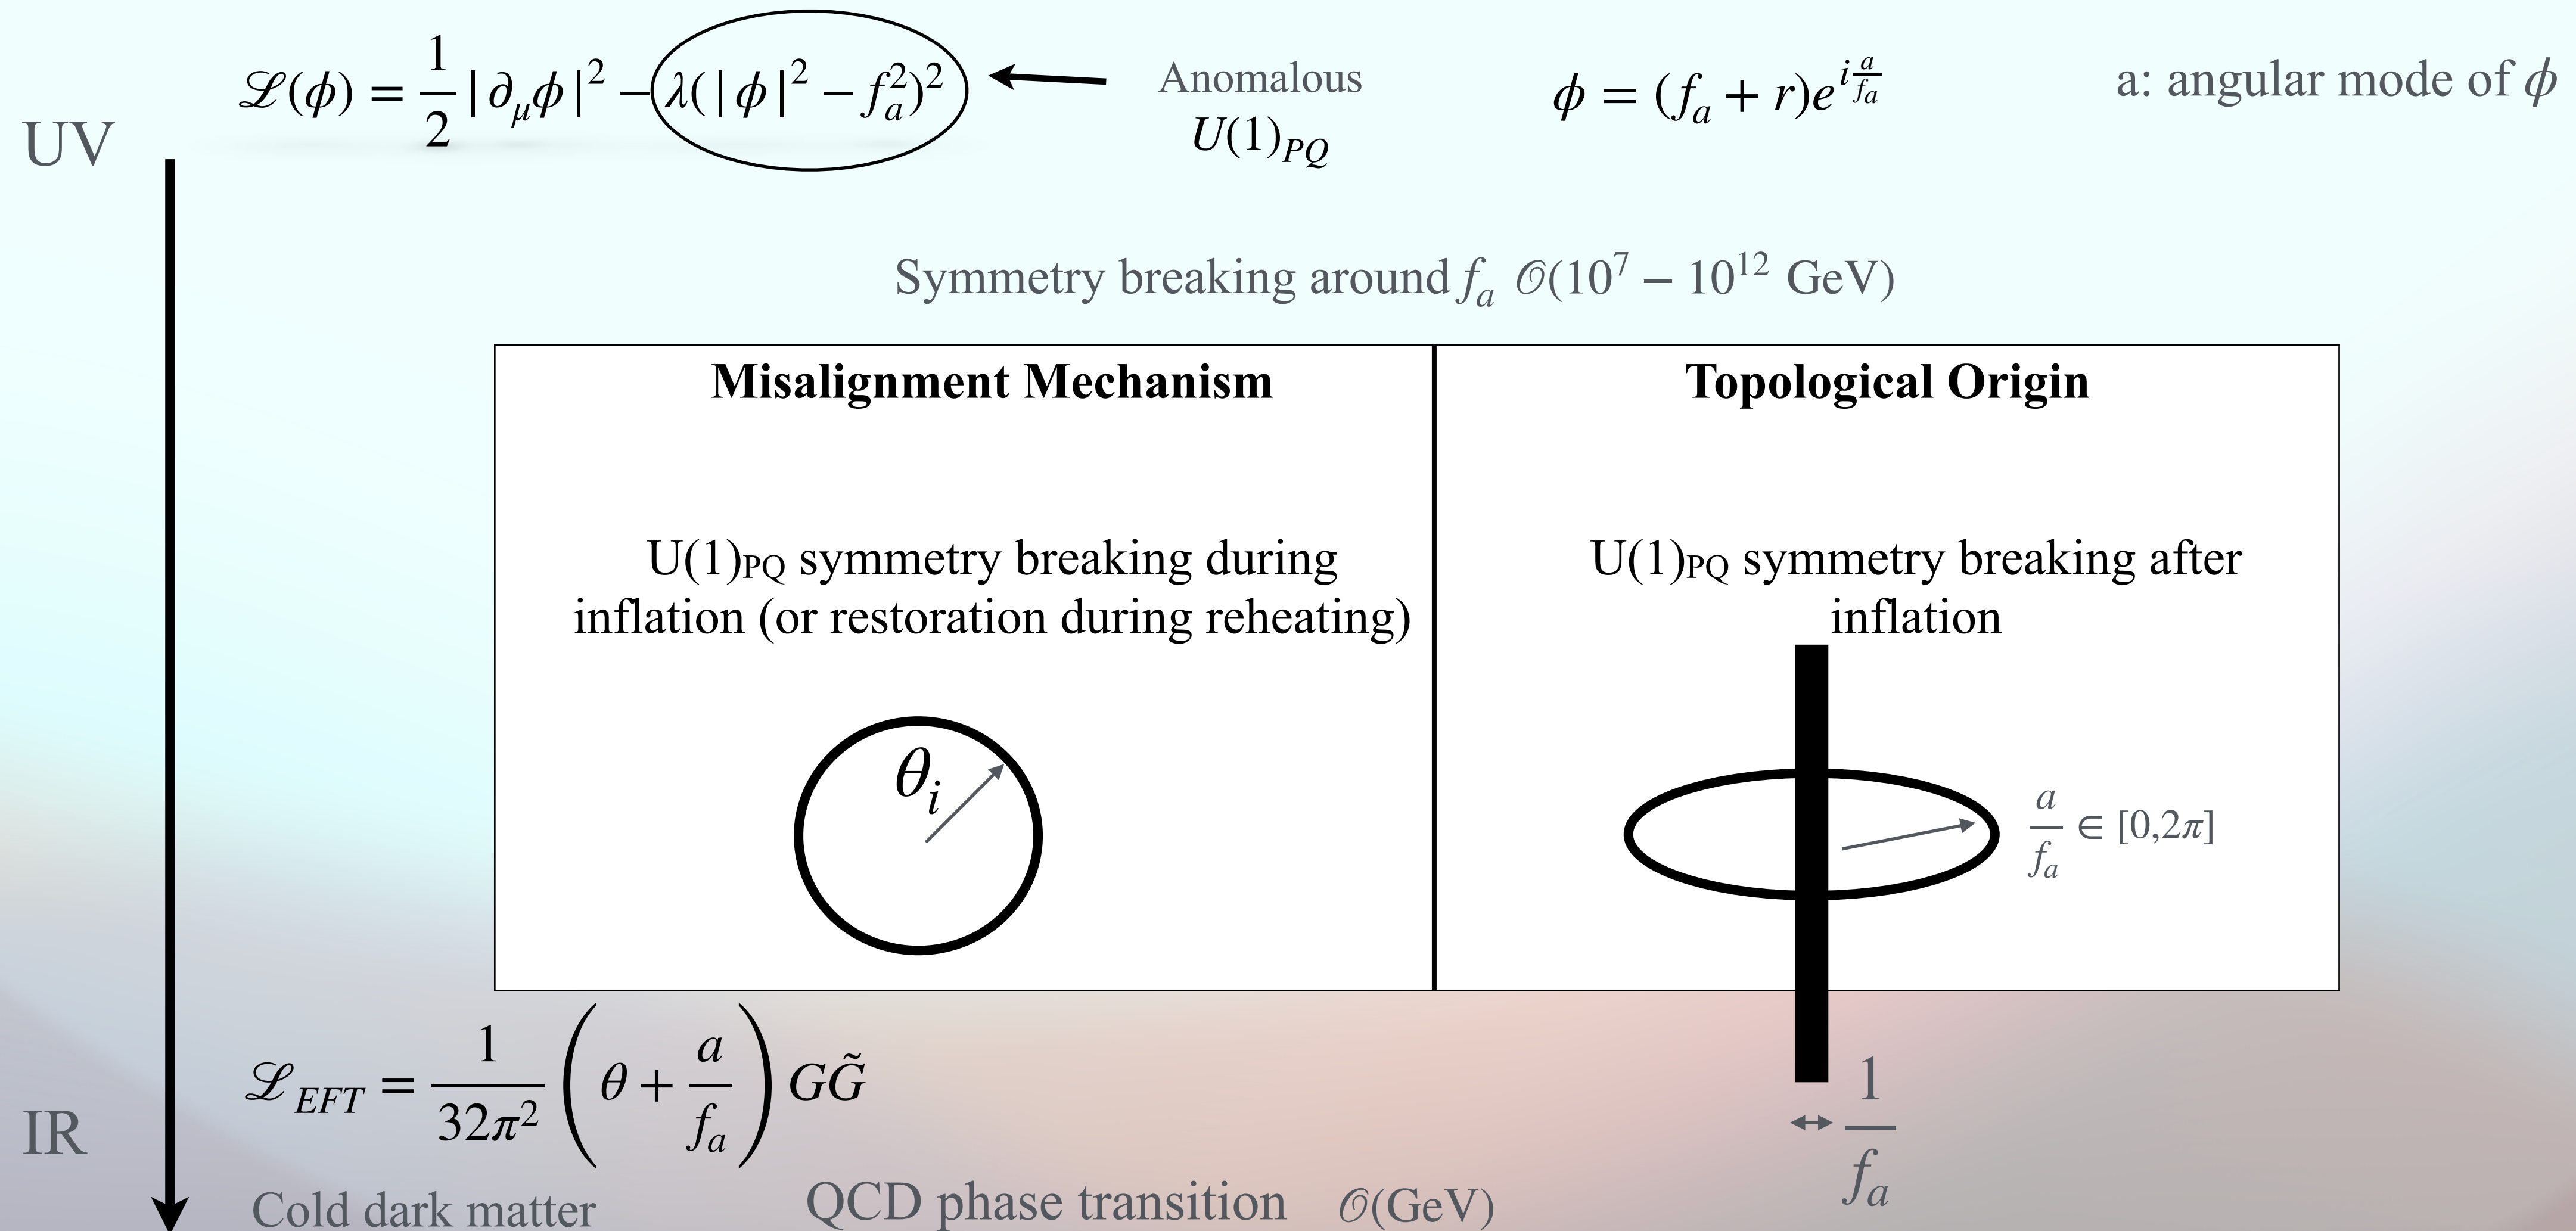 ℒ(ϕ) = 1/2 |∂_μϕ|² − λ(|ϕ|² − f_a²)²
Anomalous
U(1)_PQ
ϕ = (f_a + r)e^{i a/f_a}
a: angular mode of ϕ
UV
Symmetry breaking around f_a 𝒪(10⁷ − 10¹² GeV)
Misalignment Mechanism
U(1)PQ symmetry breaking during
inflation (or restoration during reheating)
θ_i
Topological Origin
U(1)PQ symmetry breaking after
inflation
a/f_a ∈ [0,2π]
ℒ_EFT = 1/32π² (θ + a/f_a) GG̃
1/f_a
IR
Cold dark matter
QCD phase transition 𝒪(GeV)